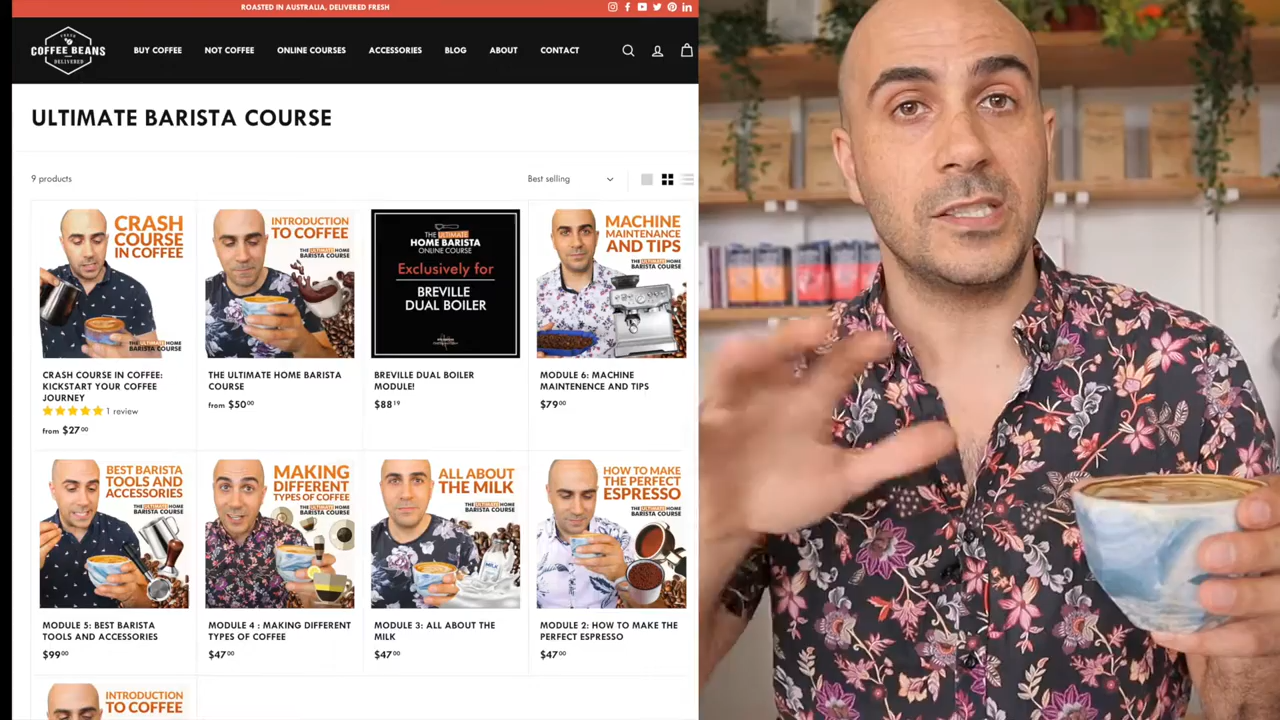 ROASTED IN AUSTRALIA, DELIVERED FRESH
COFFEE BEANS
DELIVERED
BUY COFFEE
NOT COFFEE
ONLINE COURSES
ACCESSORIES
BLOG
ABOUT
CONTACT
ULTIMATE BARISTA COURSE
9 products
Best selling
CRASH
COURSE
IN COFFEE
THE ULTIMATE HOME
BARISTA COURSE
INTRODUCTION
TO COFFEE
THE ULTIMATE HOME
BARISTA COURSE
THE ULTIMATE
HOME BARISTA
ONLINE COURSE
Exclusively for
BREVILLE
DUAL BOILER
MACHINE
MAINTENANCE
AND TIPS
THE ULTIMATE HOME
BARISTA COURSE
CRASH COURSE IN COFFEE:
KICKSTART YOUR COFFEE
JOURNEY
1 review
from $27.00
THE ULTIMATE HOME BARISTA
COURSE
from $50.00
BREVILLE DUAL BOILER
MODULE!
$88.19
MODULE 6: MACHINE
MAINTENENCE AND TIPS
$79.00
BEST BARISTA
TOOLS AND
ACCESSORIES
THE ULTIMATE HOME
BARISTA COURSE
MAKING
DIFFERENT
TYPES OF COFFEE
THE ULTIMATE HOME
BARISTA COURSE
ALL ABOUT
THE MILK
THE ULTIMATE HOME
BARISTA COURSE
MILK
HOW TO MAKE
THE PERFECT
ESPRESSO
THE ULTIMATE HOME
BARISTA COURSE
MODULE 5: BEST BARISTA
TOOLS AND ACCESSORIES
$99.00
MODULE 4 : MAKING DIFFERENT
TYPES OF COFFEE
$47.00
MODULE 3: ALL ABOUT THE
MILK
$47.00
MODULE 2: HOW TO MAKE THE
PERFECT ESPRESSO
$47.00
INTRODUCTION
TO COFFEE